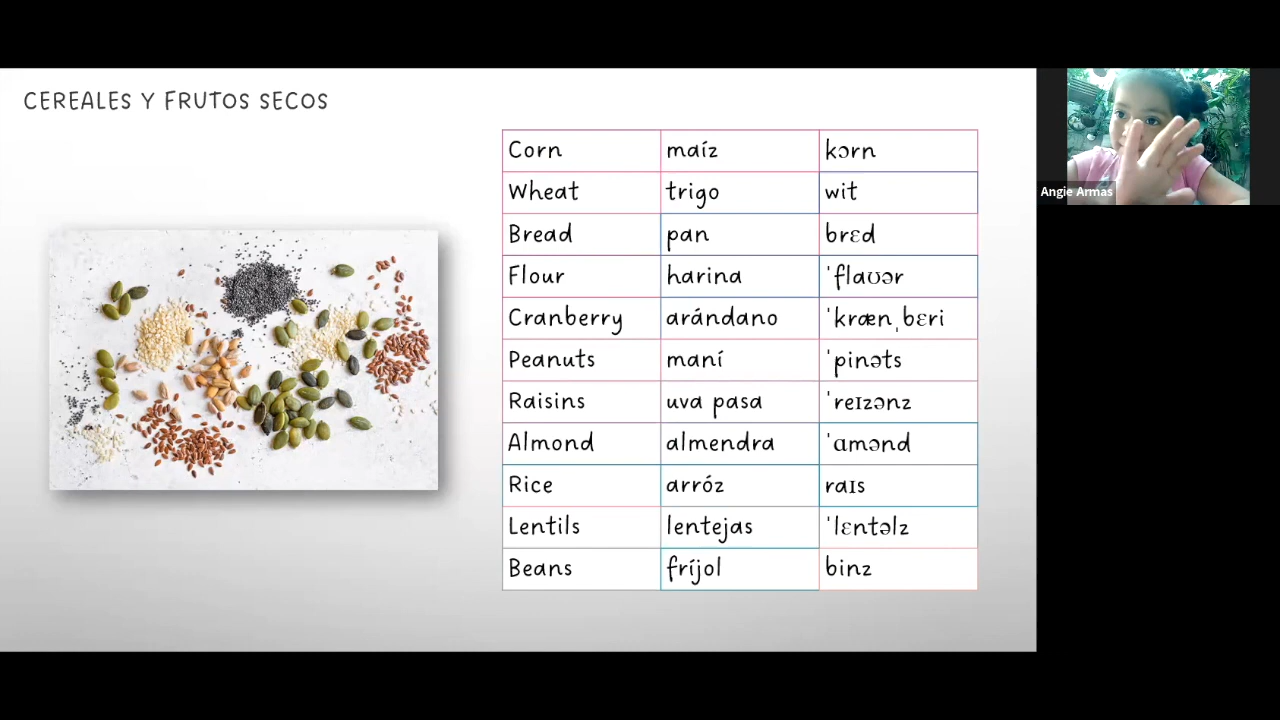 CEREALES Y FRUTOS SECOS
Corn maíz kɔrn
Wheat trigo wit
Bread pan brɛd
Flour harina ˈflaʊər
Cranberry arándano ˈkrænˌbɛri
Peanuts maní ˈpinəts
Raisins uva pasa ˈreɪzənz
Almond almendra ˈɑmənd
Rice arróz raɪs
Lentils lentejas ˈlɛntəlz
Beans fríjol binz
Angie Armas